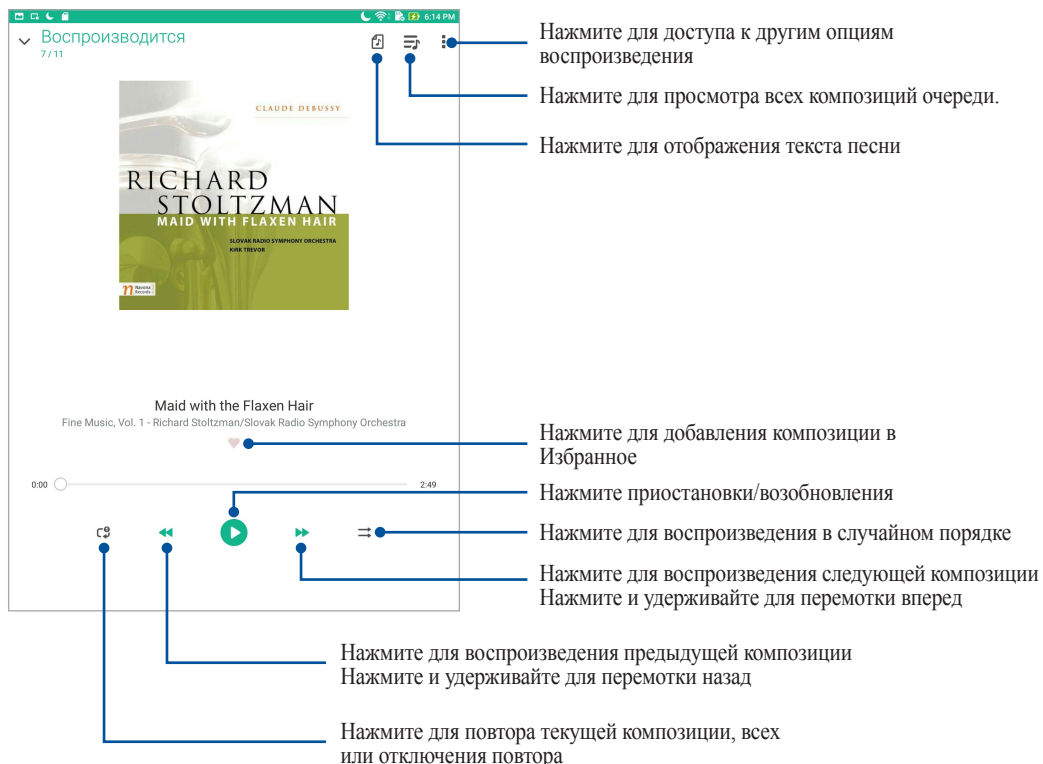 6:14 PM
Воспроизводится
7 / 11
Нажмите для доступа к другим опциям
воспроизведения
Нажмите для просмотра всех композиций очереди.
Нажмите для отображения текста песни
CLAUDE DEBUSSY
RICHARD
STOLTZMAN
MAID WITH FLAXEN HAIR
SLOVAK RADIO SYMPHONY ORCHESTRA
KIRK TREVOR
n Navona
Records
Maid with the Flaxen Hair
Fine Music, Vol. 1 - Richard Stoltzman/Slovak Radio Symphony Orchestra
Нажмите для добавления композиции в
Избранное
0:00 2:49
Нажмите приостановки/возобновления
Нажмите для воспроизведения в случайном порядке
Нажмите для воспроизведения следующей композиции
Нажмите и удерживайте для перемотки вперед
Нажмите для воспроизведения предыдущей композиции
Нажмите и удерживайте для перемотки назад
Нажмите для повтора текущей композиции, всех
или отключения повтора